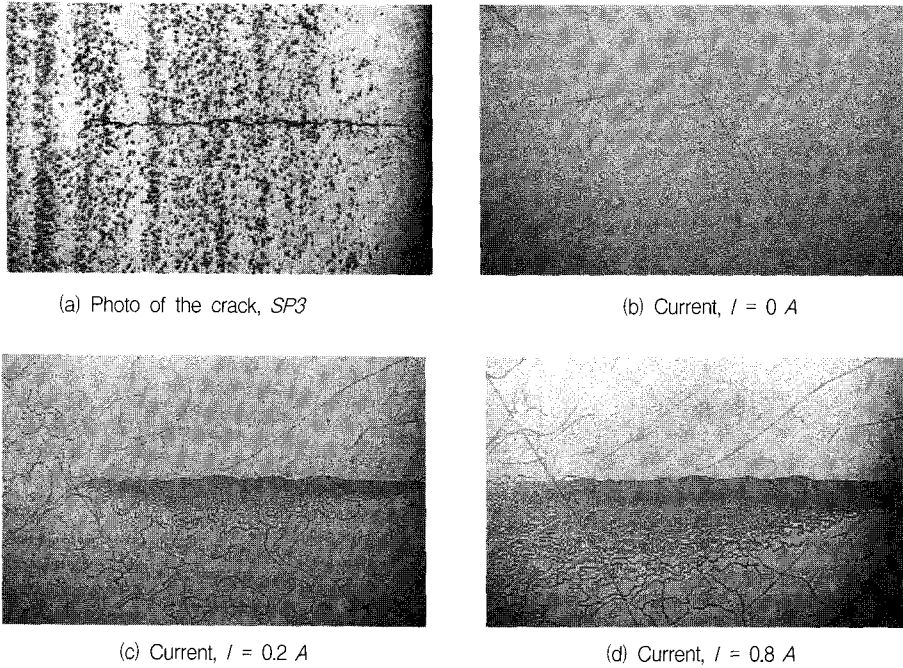 (a) Photo of the crack, SP3
(b) Current, I = 0 A
(c) Current, I = 0.2 A
(d) Current, I = 0.8 A